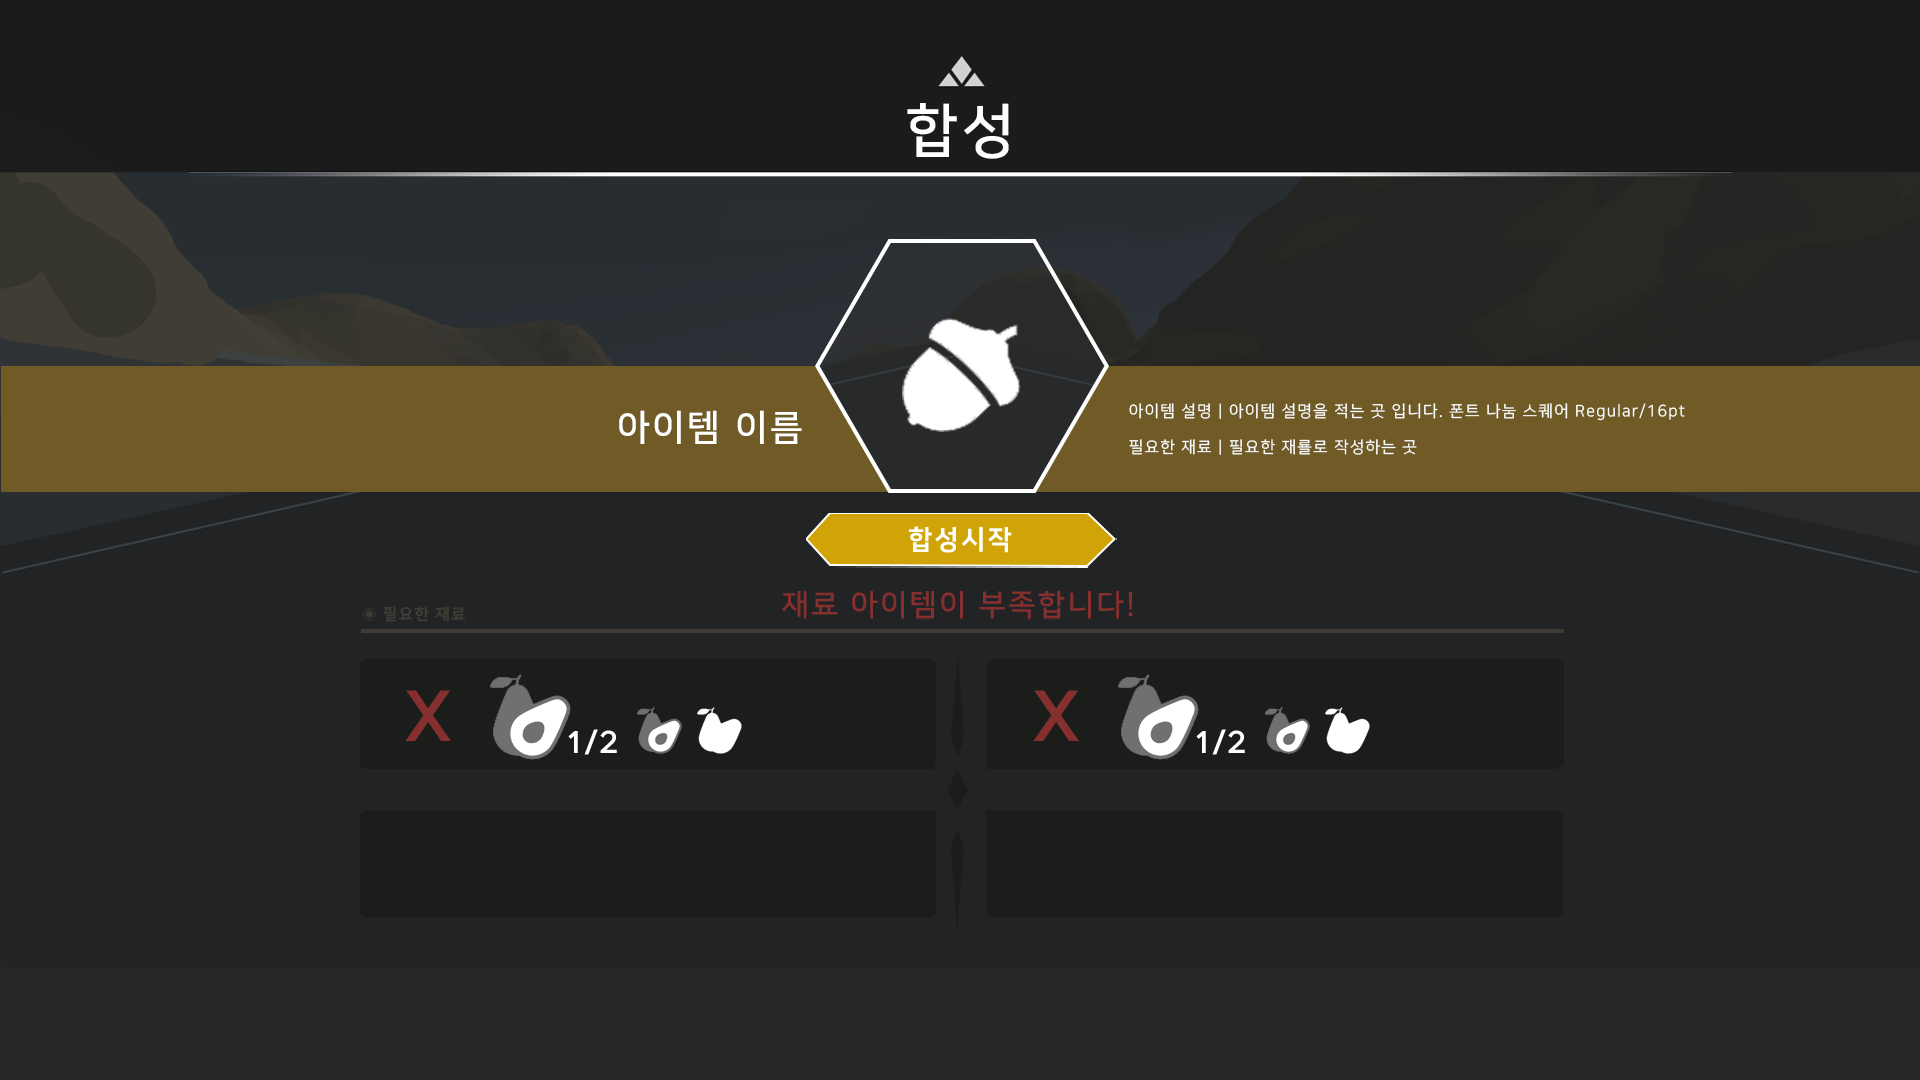 합성
아이템 이름
아이템 설명 | 아이템 설명을 적는 곳 입니다. 폰트 나눔 스퀘어 Regular/16pt
필요한 재료 | 필요한 재룔로 작성하는 곳
합성시작
재료 아이템이 부족합니다!
◈ 필요한 재료
X 1/2
X 1/2